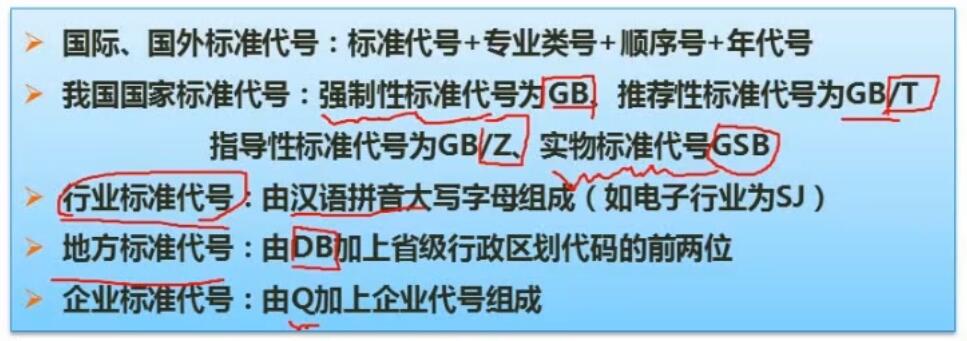 国际、国外标准代号：标准代号+专业类号+顺序号+年代号
我国国家标准代号：强制性标准代号为GB、推荐性标准代号为GB/T
指导性标准代号为GB/Z、实物标准代号GSB
行业标准代号：由汉语拼音大写字母组成（如电子行业为SJ）
地方标准代号：由DB加上省级行政区划代码的前两位
企业标准代号：由Q加上企业代号组成